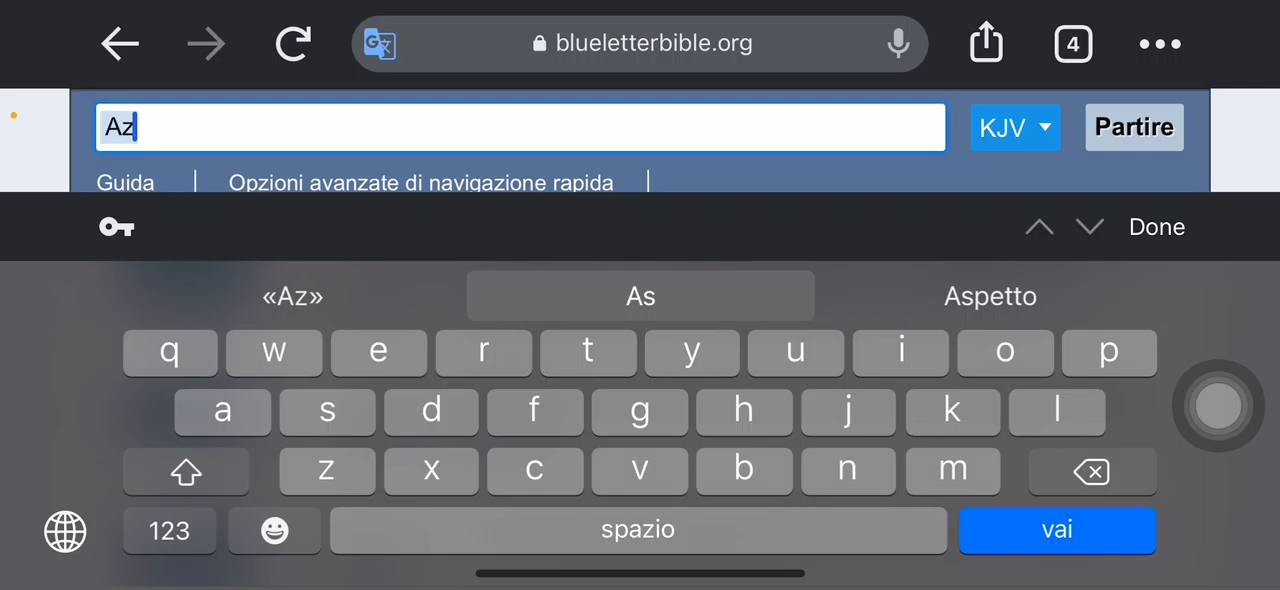 blueletterbible.org 4
Az KJV Partire
Guida | Opzioni avanzate di navigazione rapida |
Done
«Az» As Aspetto
q w e r t y u i o p
a s d f g h j k l
z x c v b n m
123 spazio vai